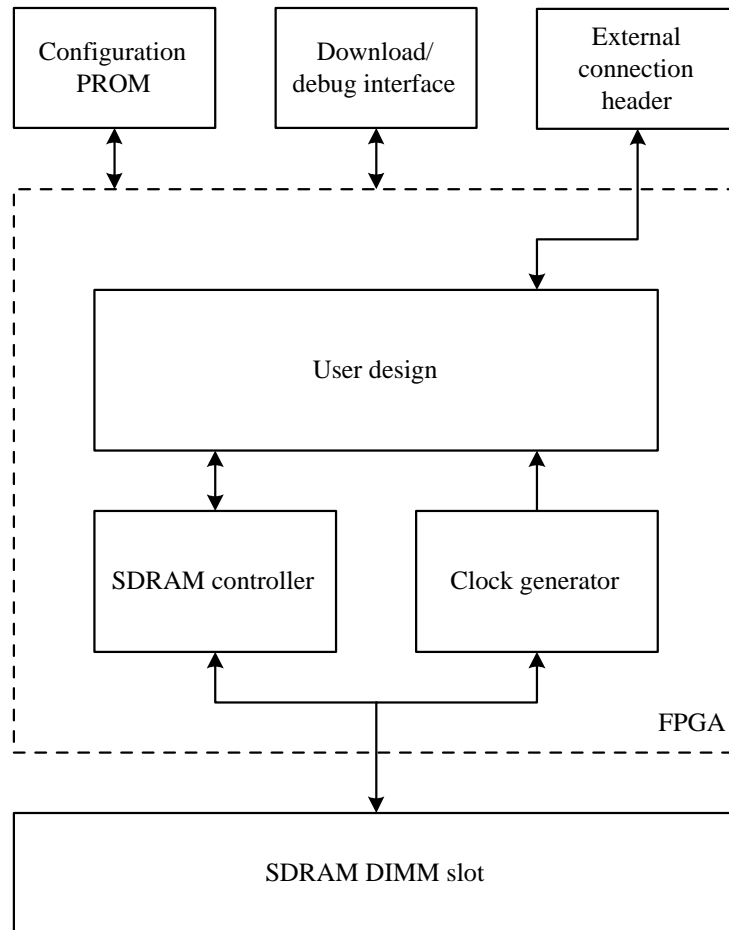 Configuration
PROM
Download/
debug interface
External
connection
header
User design
SDRAM controller
Clock generator
FPGA
SDRAM DIMM slot